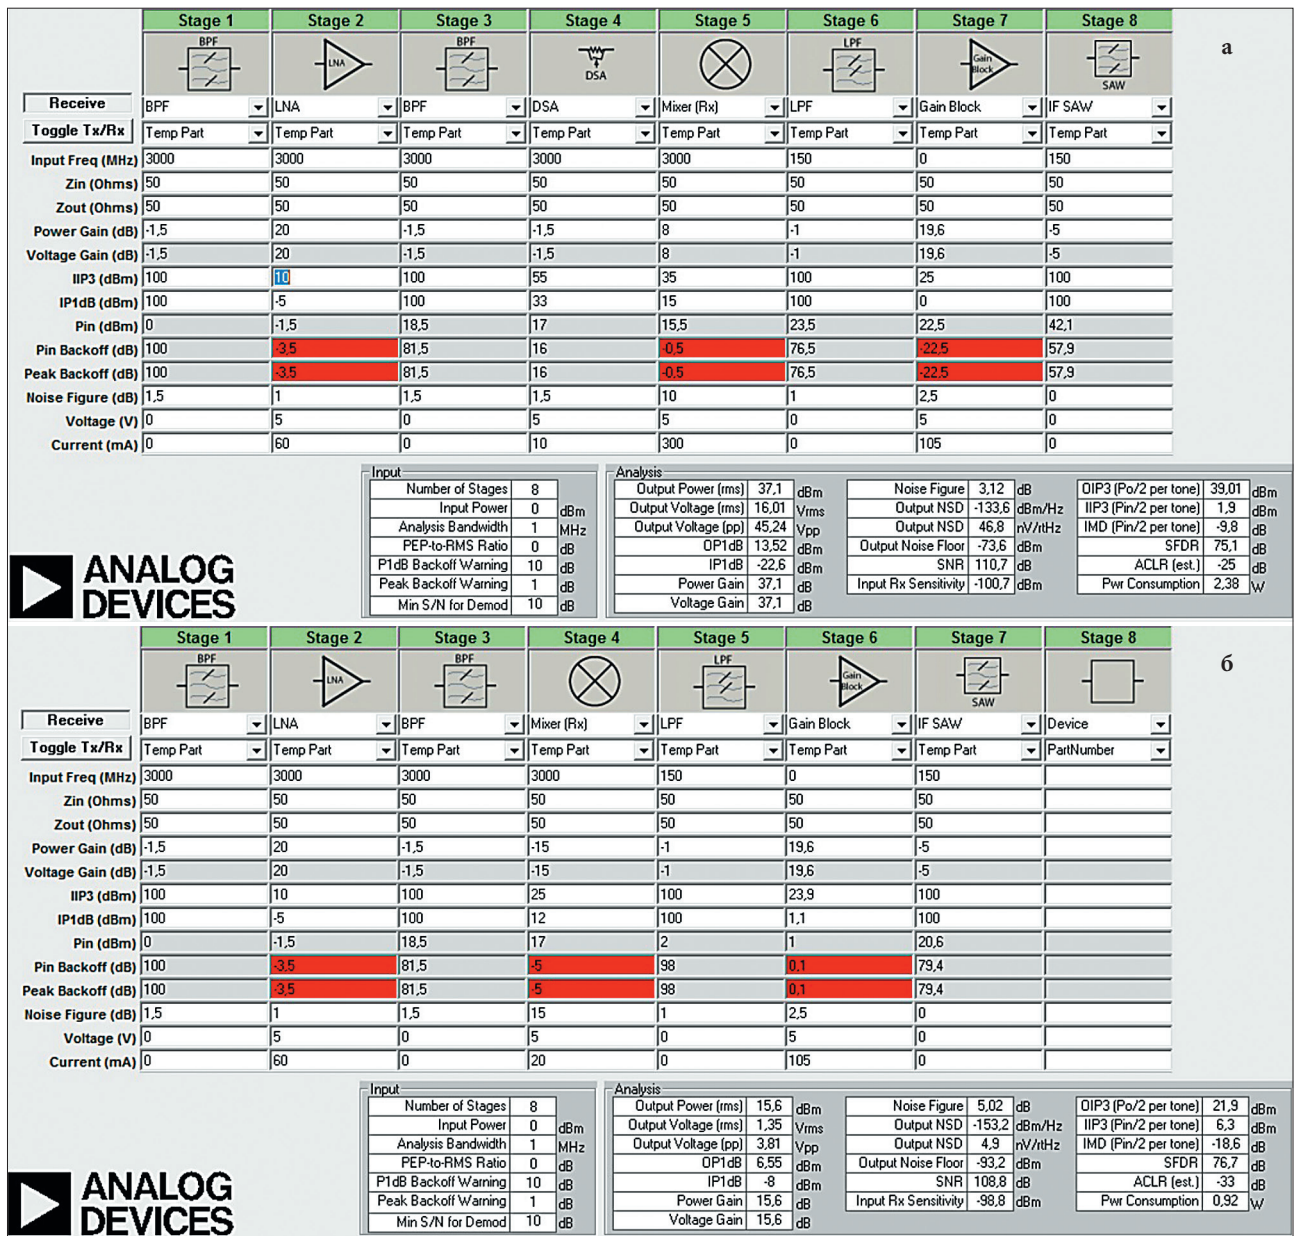 Stage 1 Stage 2 Stage 3 Stage 4 Stage 5 Stage 6 Stage 7 Stage 8
а
BPF LNA BPF DSA LPF Gain Block SAW
Receive BPF LNA BPF DSA Mixer (Rx) LPF Gain Block IF SAW
Toggle Tx/Rx Temp Part Temp Part Temp Part Temp Part Temp Part Temp Part Temp Part Temp Part
Input Freq (MHz) 3000 3000 3000 3000 3000 150 0 150
Zin (Ohms) 50 50 50 50 50 50 50 50
Zout (Ohms) 50 50 50 50 50 50 50 50
Power Gain (dB) -1,5 20 -1,5 -1,5 8 -1 19,6 -5
Voltage Gain (dB) -1,5 20 -1,5 -1,5 8 -1 19,6 -5
IIP3 (dBm) 100 10 100 55 35 100 25 100
IP1dB (dBm) 100 -5 100 33 15 100 0 100
Pin (dBm) 0 -1,5 18,5 17 15,5 23,5 22,5 42,1
Pin Backoff (dB) 100 -3,5 81,5 16 -0,5 76,5 -22,5 57,9
Peak Backoff (dB) 100 -3,5 81,5 16 -0,5 76,5 -22,5 57,9
Noise Figure (dB) 1,5 1 1,5 1,5 10 1 2,5 0
Voltage (V) 0 5 0 5 5 0 5 0
Current (mA) 0 60 0 10 300 0 105 0
Input Analysis
Number of Stages 8 Output Power (rms) 37,1 dBm Noise Figure 3,12 dB OIP3 (Po/2 per tone) 39,01 dBm
Input Power 0 dBm Output Voltage (rms) 16,01 Vrms Output NSD -133,6 dBm/Hz IIP3 (Pin/2 per tone) 1,9 dBm
Analysis Bandwidth 1 MHz Output Voltage (pp) 45,24 Vpp Output NSD 46,8 nV/rtHz IMD (Pin/2 per tone) -9,8 dB
PEP-to-RMS Ratio 0 dB OP1dB 13,52 dBm Output Noise Floor -73,6 dBm SFDR 75,1 dB
P1dB Backoff Warning 10 dB IP1dB -22,6 dBm SNR 110,7 dB ACLR (est.) -25 dB
Peak Backoff Warning 1 dB Power Gain 37,1 dB Input Rx Sensitivity -100,7 dBm Pwr Consumption 2,38 W
Min S/N for Demod 10 dB Voltage Gain 37,1 dB
ANALOG
DEVICES
Stage 1 Stage 2 Stage 3 Stage 4 Stage 5 Stage 6 Stage 7 Stage 8
б
BPF LNA BPF LPF Gain Block SAW
Receive BPF LNA BPF Mixer (Rx) LPF Gain Block IF SAW Device
Toggle Tx/Rx Temp Part Temp Part Temp Part Temp Part Temp Part Temp Part Temp Part PartNumber
Input Freq (MHz) 3000 3000 3000 3000 150 0 150
Zin (Ohms) 50 50 50 50 50 50 50
Zout (Ohms) 50 50 50 50 50 50 50
Power Gain (dB) -1,5 20 -1,5 -15 -1 19,6 -5
Voltage Gain (dB) -1,5 20 -1,5 -15 -1 19,6 -5
IIP3 (dBm) 100 10 100 25 100 23,9 100
IP1dB (dBm) 100 -5 100 12 100 1,1 100
Pin (dBm) 0 -1,5 18,5 17 2 1 20,6
Pin Backoff (dB) 100 -3,5 81,5 -5 98 0,1 79,4
Peak Backoff (dB) 100 -3,5 81,5 -5 98 0,1 79,4
Noise Figure (dB) 1,5 1 1,5 15 1 2,5 0
Voltage (V) 0 5 0 5 0 5 0
Current (mA) 0 60 0 20 0 105 0
Input Analysis
Number of Stages 8 Output Power (rms) 15,6 dBm Noise Figure 5,02 dB OIP3 (Po/2 per tone) 21,9 dBm
Input Power 0 dBm Output Voltage (rms) 1,35 Vrms Output NSD -153,2 dBm/Hz IIP3 (Pin/2 per tone) 6,3 dBm
Analysis Bandwidth 1 MHz Output Voltage (pp) 3,81 Vpp Output NSD 4,9 nV/rtHz IMD (Pin/2 per tone) -18,6 dB
PEP-to-RMS Ratio 0 dB OP1dB 6,55 dBm Output Noise Floor -93,2 dBm SFDR 76,7 dB
P1dB Backoff Warning 10 dB IP1dB -8 dBm SNR 108,8 dB ACLR (est.) -33 dB
Peak Backoff Warning 1 dB Power Gain 15,6 dB Input Rx Sensitivity -98,8 dBm Pwr Consumption 0,92 W
Min S/N for Demod 10 dB Voltage Gain 15,6 dB
ANALOG
DEVICES